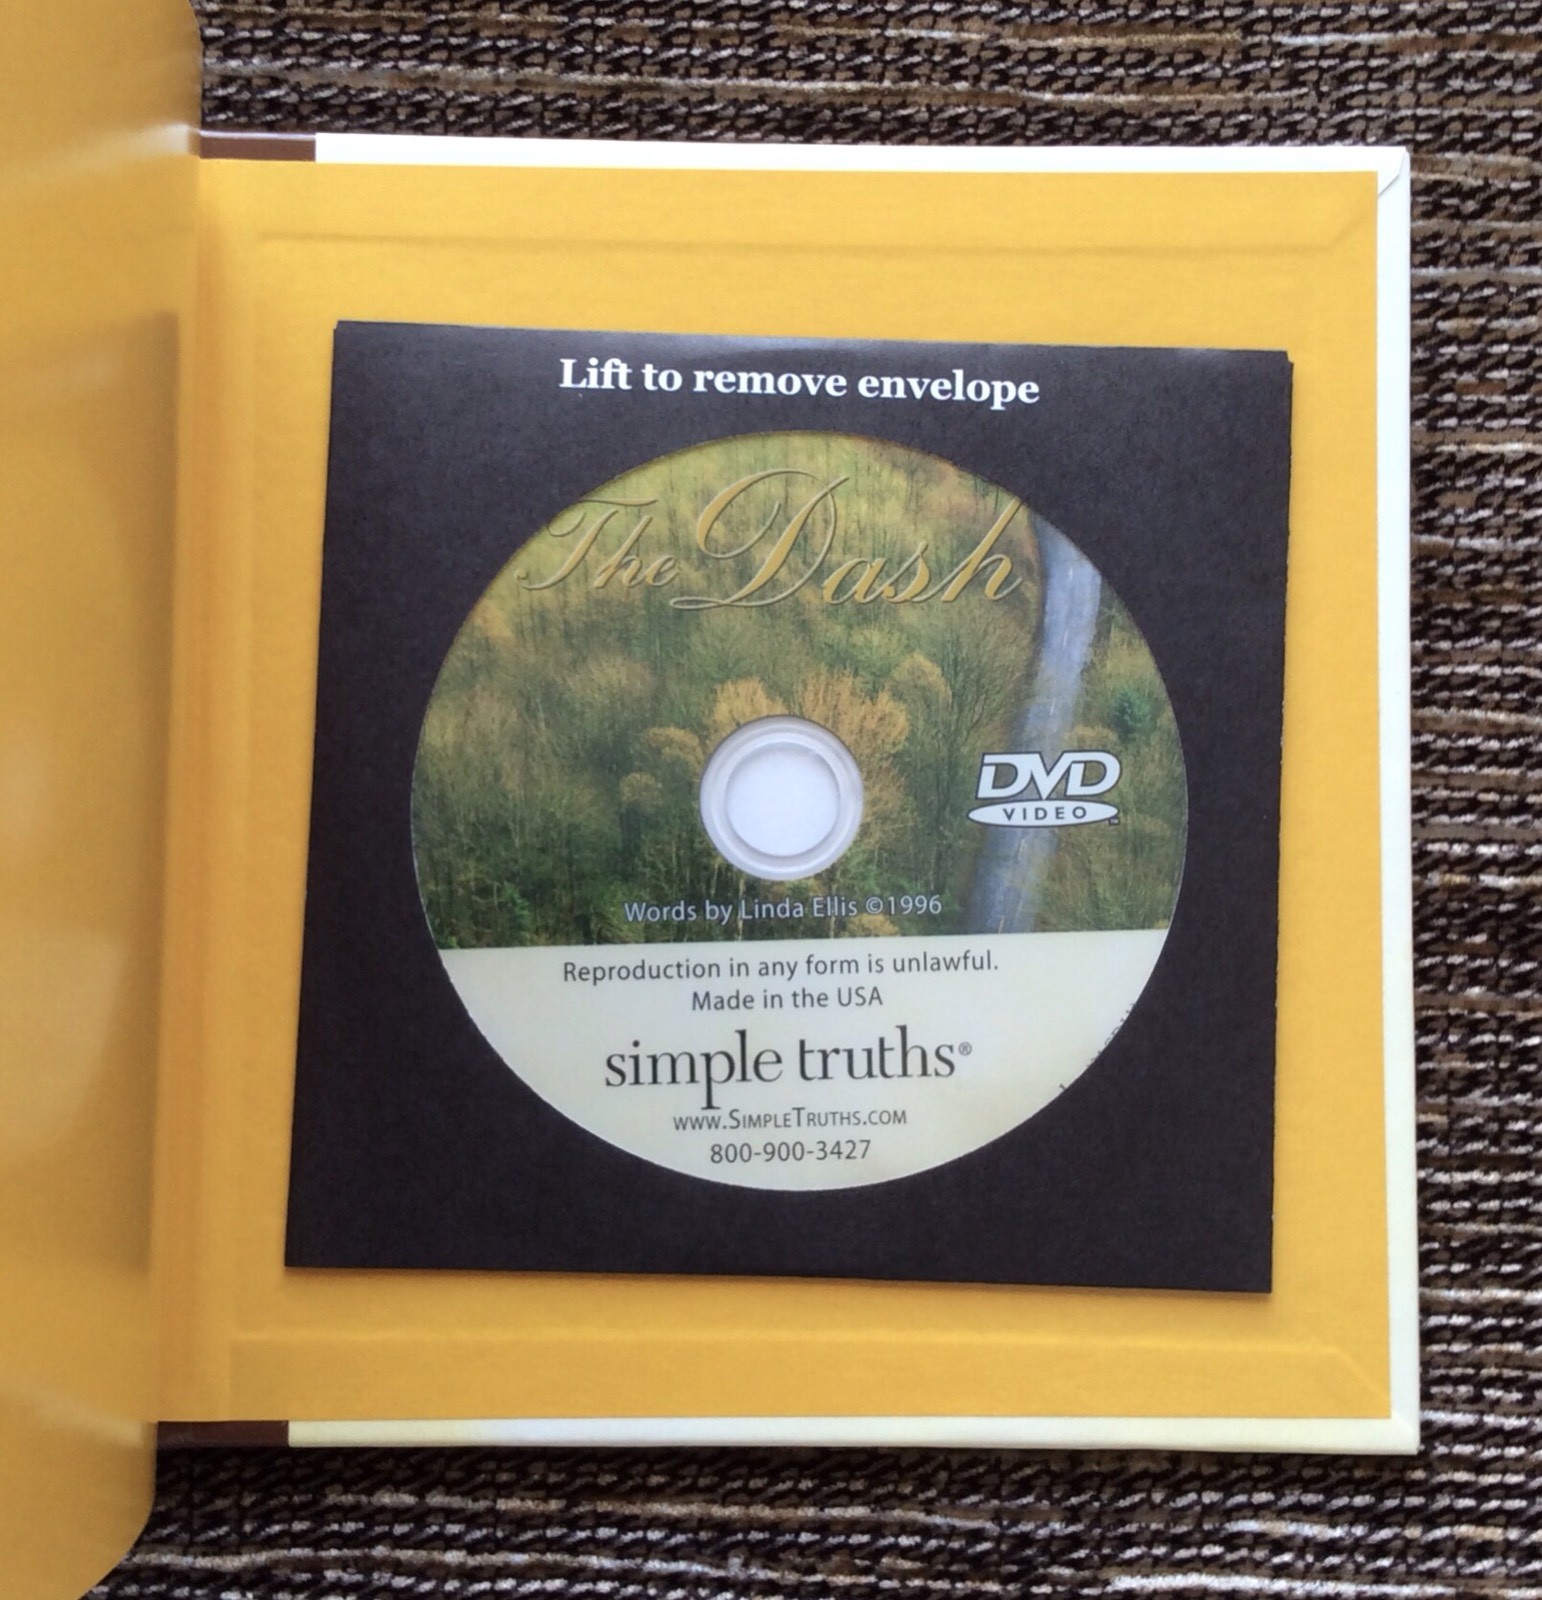 Lift to remove envelope
The Dash
DVD
VIDEO
Words by Linda Ellis ©1996
Reproduction in any form is unlawful.
Made in the USA
simple truths®
www.SimpleTruths.com
800-900-3427